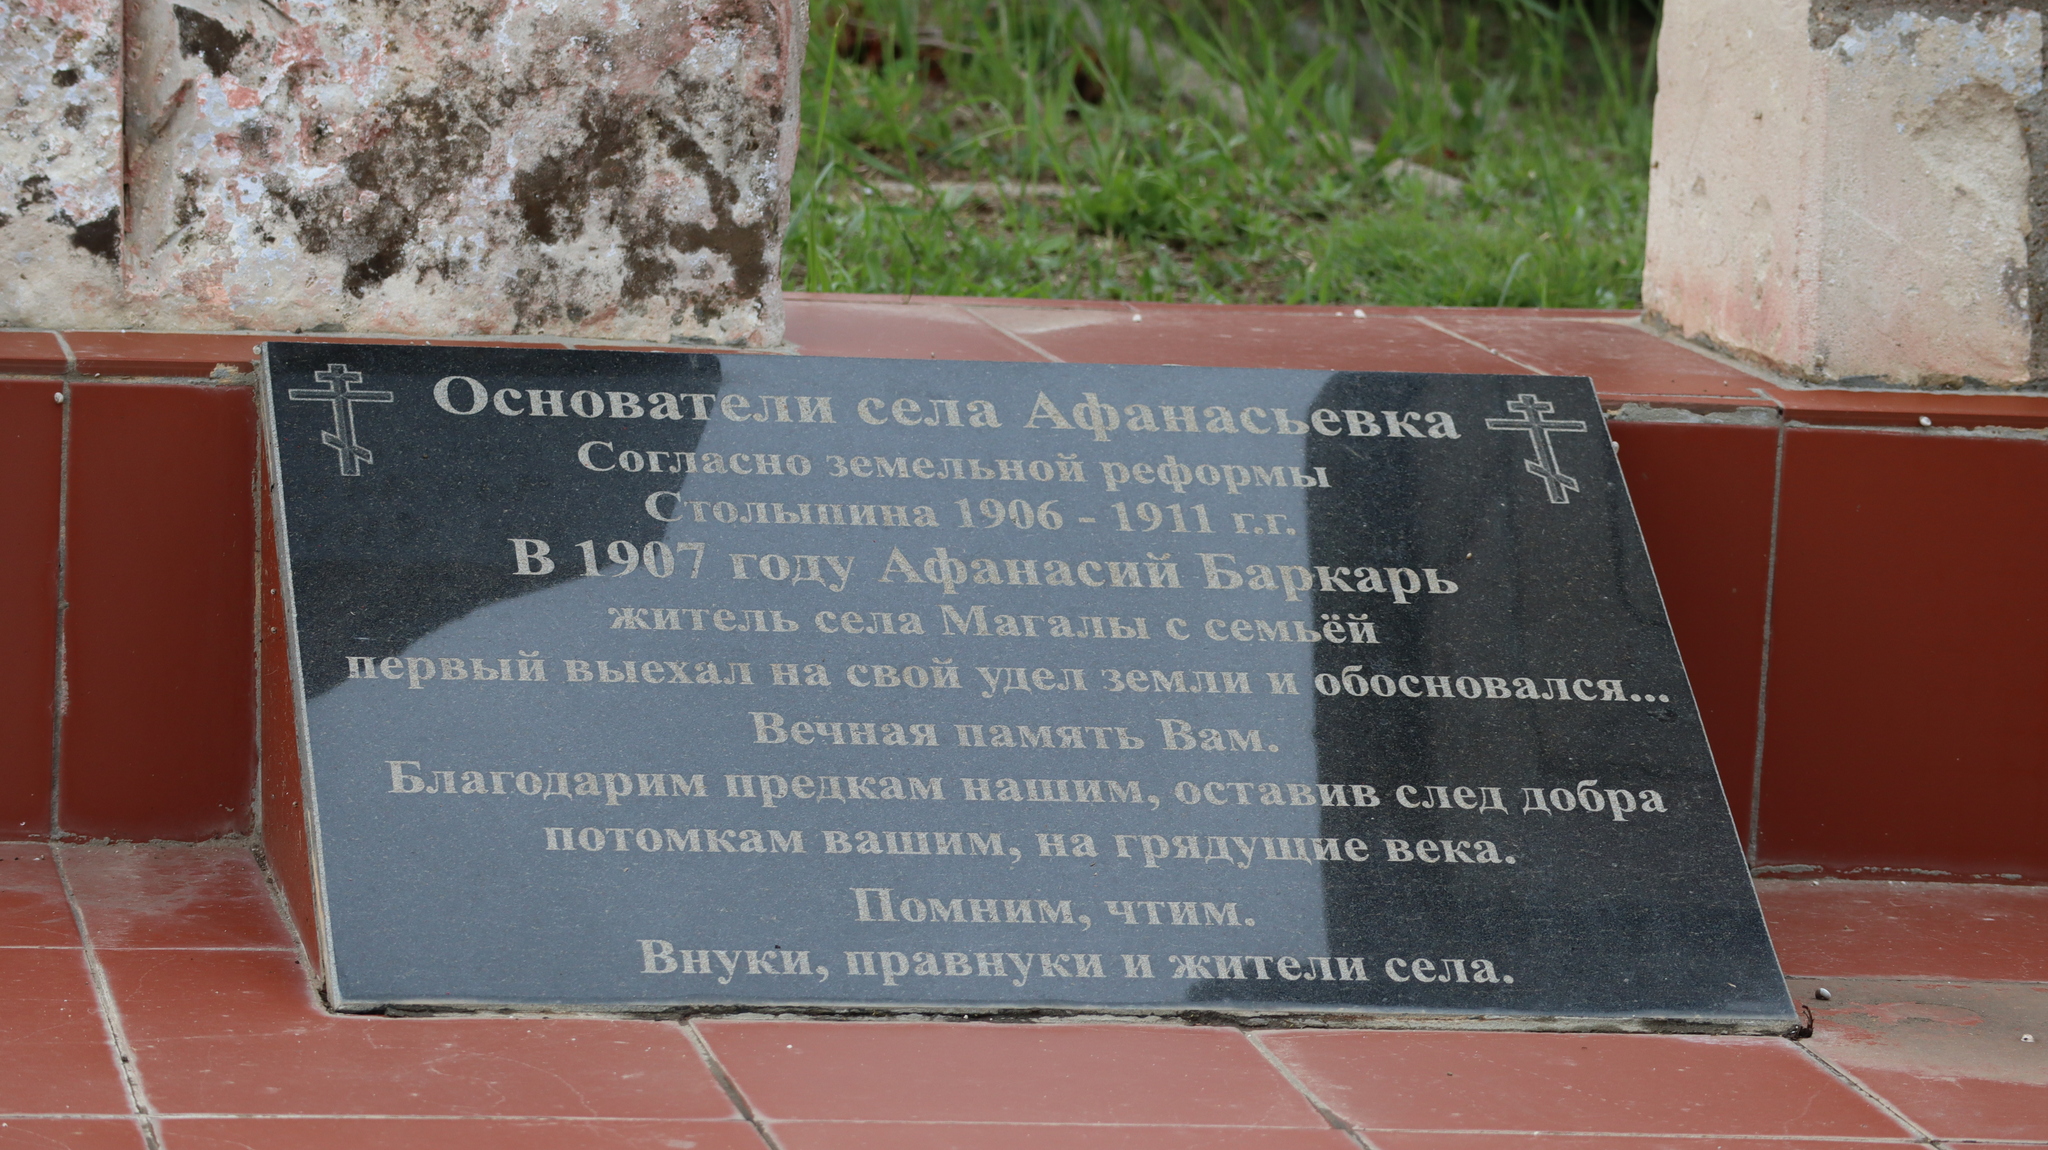 Основатели села Афанасьевка
Согласно земельной реформы
Столыпина 1906 - 1911 г.г.
В 1907 году Афанасий Баркарь
житель села Магалы с семьёй
первый выехал на свой удел земли и обосновался...
Вечная память Вам.
Благодарим предкам нашим, оставив след добра
потомкам вашим, на грядущие века.
Помним, чтим.
Внуки, правнуки и жители села.